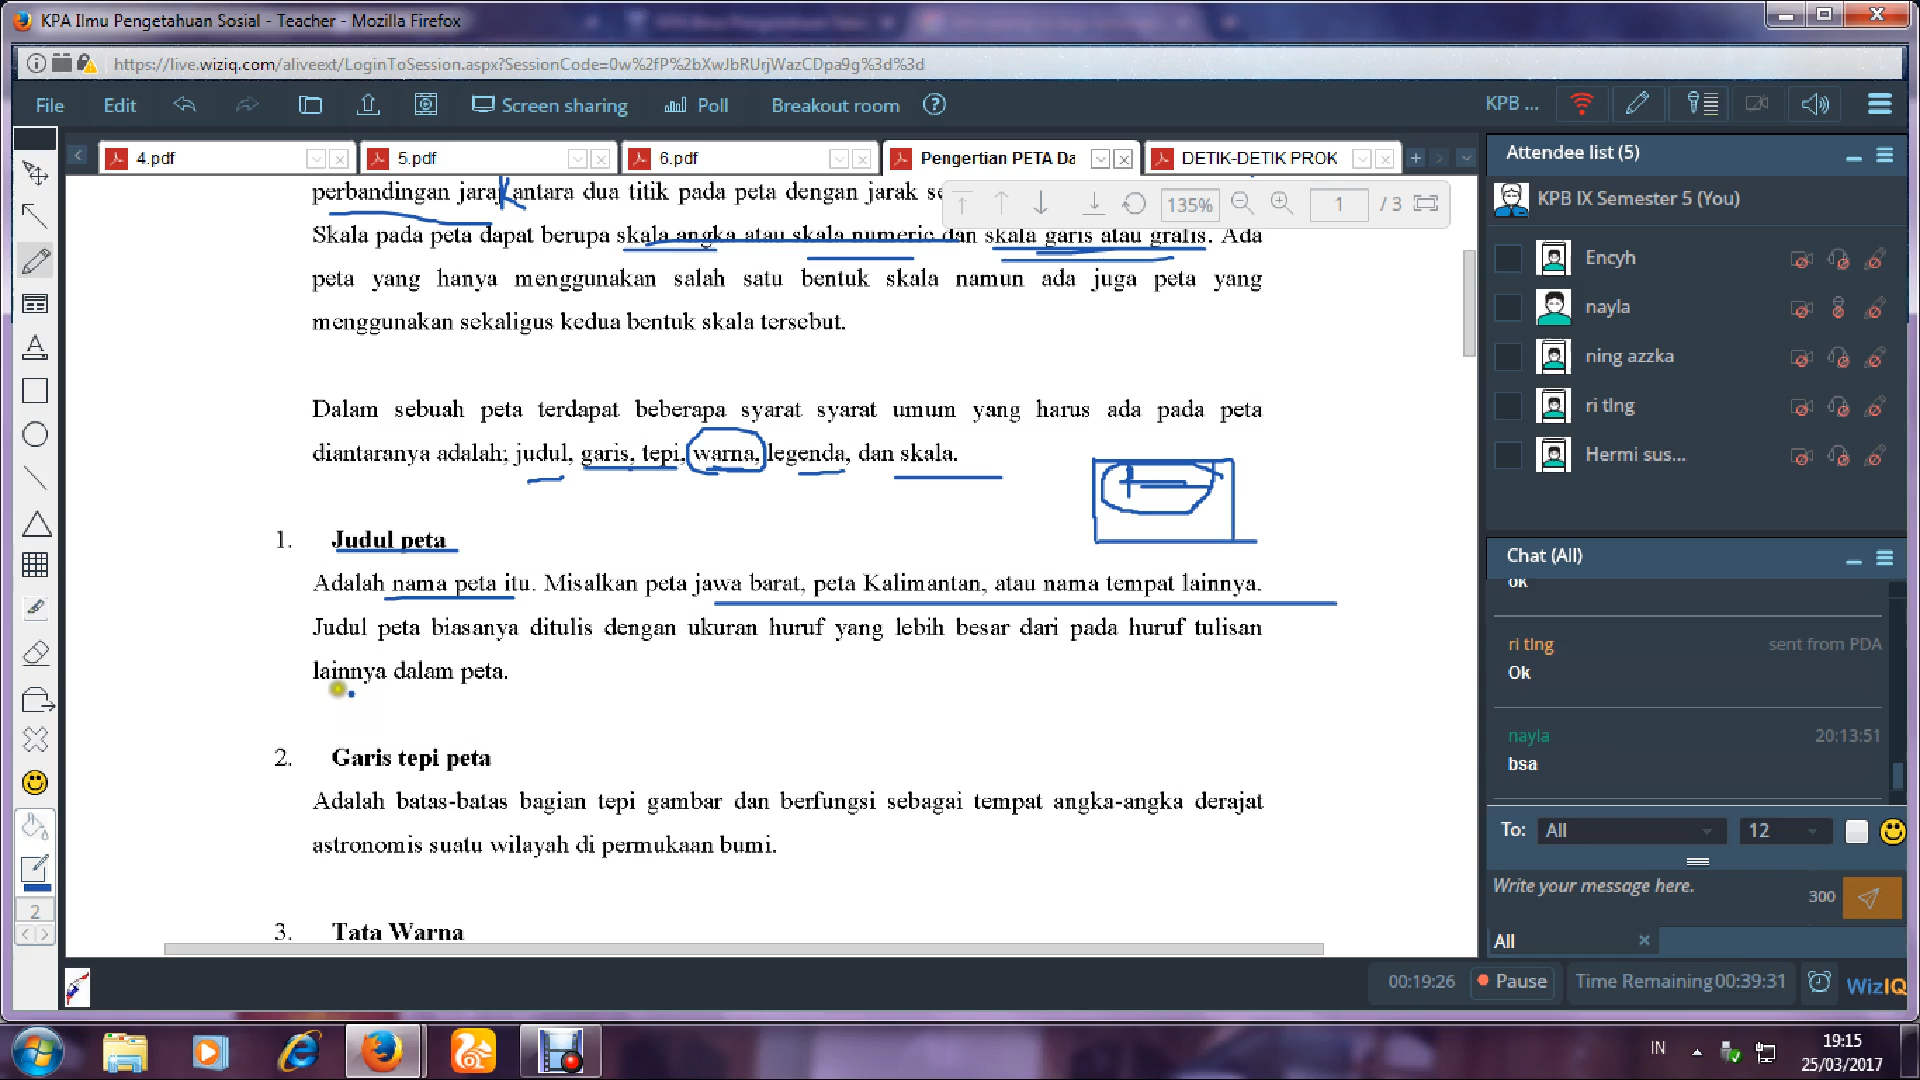 KPA Ilmu Pengetahuan Sosial - Teacher - Mozilla Firefox
https://live.wiziq.com/aliveext/LoginToSession.aspx?SessionCode=0w%2fP%2bXwJbRUrjWazCDpa9g%3d%3d
File Edit Screen sharing Poll Breakout room ? KPB ...
4.pdf 5.pdf 6.pdf Pengertian PETA Da DETIK-DETIK PROK
135% 1 / 3
perbandingan jarak antara dua titik pada peta dengan jarak se
Skala pada peta dapat berupa skala angka atau skala numeric dan skala garis atau grafis. Ada
peta yang hanya menggunakan salah satu bentuk skala namun ada juga peta yang
menggunakan sekaligus kedua bentuk skala tersebut.
Dalam sebuah peta terdapat beberapa syarat syarat umum yang harus ada pada peta
diantaranya adalah; judul, garis, tepi, warna, legenda, dan skala.
1. Judul peta
Adalah nama peta itu. Misalkan peta jawa barat, peta Kalimantan, atau nama tempat lainnya.
Judul peta biasanya ditulis dengan ukuran huruf yang lebih besar dari pada huruf tulisan
lainnya dalam peta.
2. Garis tepi peta
Adalah batas-batas bagian tepi gambar dan berfungsi sebagai tempat angka-angka derajat
astronomis suatu wilayah di permukaan bumi.
3. Tata Warna
2
Attendee list (5)
KPB IX Semester 5 (You)
Encyh
nayla
ning azzka
ri tlng
Hermi sus...
Chat (All)
ok
ri tlng sent from PDA
Ok
nayla 20:13:51
bsa
To: All 12
Write your message here. 300
All
00:19:26 Pause Time Remaining 00:39:31 WizIQ
IN 19:15
25/03/2017